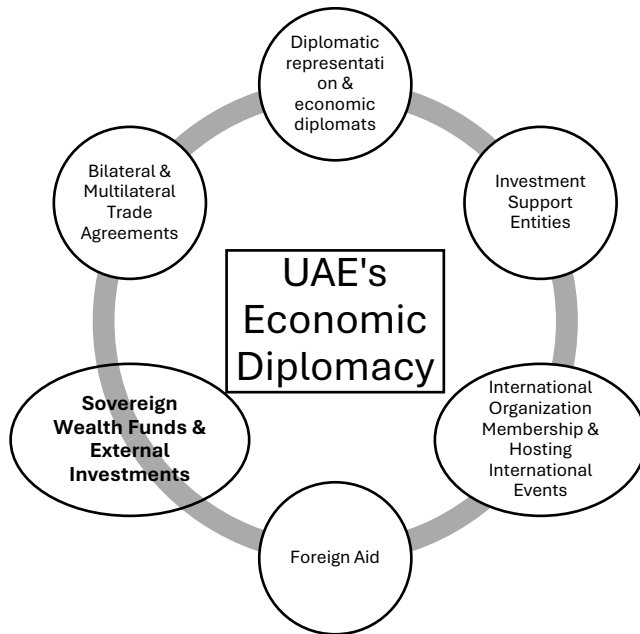 Diplomatic
representati
on &
economic
diplomats
Bilateral &
Multilateral
Trade
Agreements
Investment
Support
Entities
UAE's
Economic
Diplomacy
Sovereign
Wealth Funds &
External
Investments
International
Organization
Membership &
Hosting
International
Events
Foreign Aid